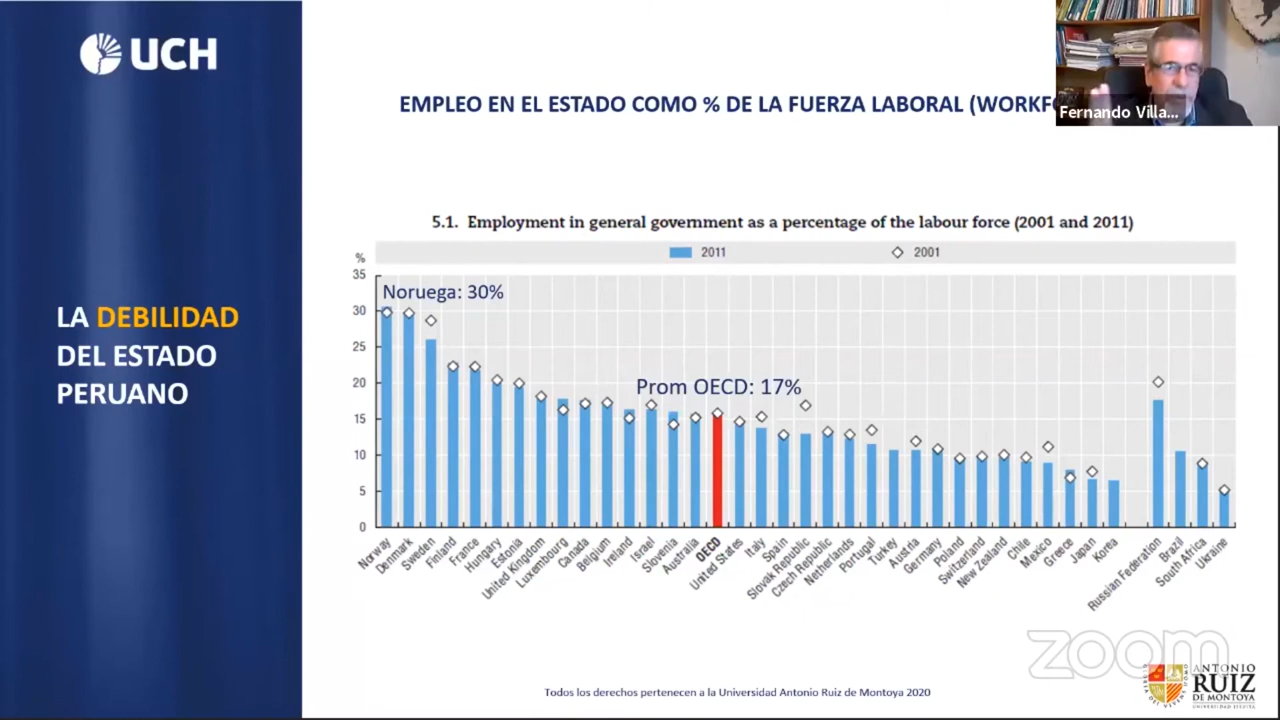 UCH
EMPLEO EN EL ESTADO COMO % DE LA FUERZA LABORAL
Fernando Villa...
LA DEBILIDAD
DEL ESTADO
PERUANO
5.1. Employment in general government as a percentage of the labour force (2001 and 2011)
2011
2001
%
35
30
25
20
15
10
5
0
Noruega: 30%
Prom OECD: 17%
Norway
Denmark
Sweden
Finland
France
Hungary
Estonia
United Kingdom
Luxembourg
Canada
Belgium
Ireland
Israel
Slovenia
Australia
OECD
United States
Italy
Spain
Slovak Republic
Czech Republic
Netherlands
Portugal
Turkey
Austria
Germany
Poland
Switzerland
New Zealand
Chile
Mexico
Greece
Japan
Korea
Russian Federation
Brazil
South Africa
Ukraine
zoom
Todos los derechos pertenecen a la Universidad Antonio Ruiz de Montoya 2020
ANTONIO
RUIZ
DE MONTOYA
UNIVERSIDAD JESUITA